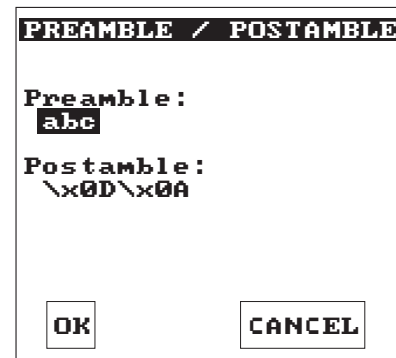 PREAMBLE / POSTAMBLE
Preamble:
abc
Postamble:
\x0D\x0A
OK CANCEL